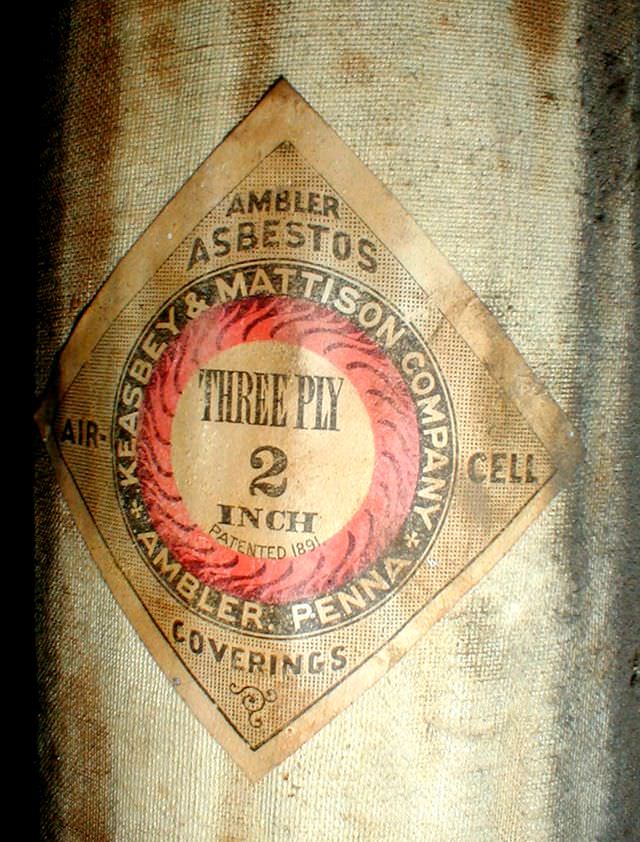 AMBLER
ASBESTOS
KEASBEY & MATTISON COMPANY
THREE PLY
AIR-
CELL
2
INCH
PATENTED 1891
* AMBLER, PENNA *
COVERINGS